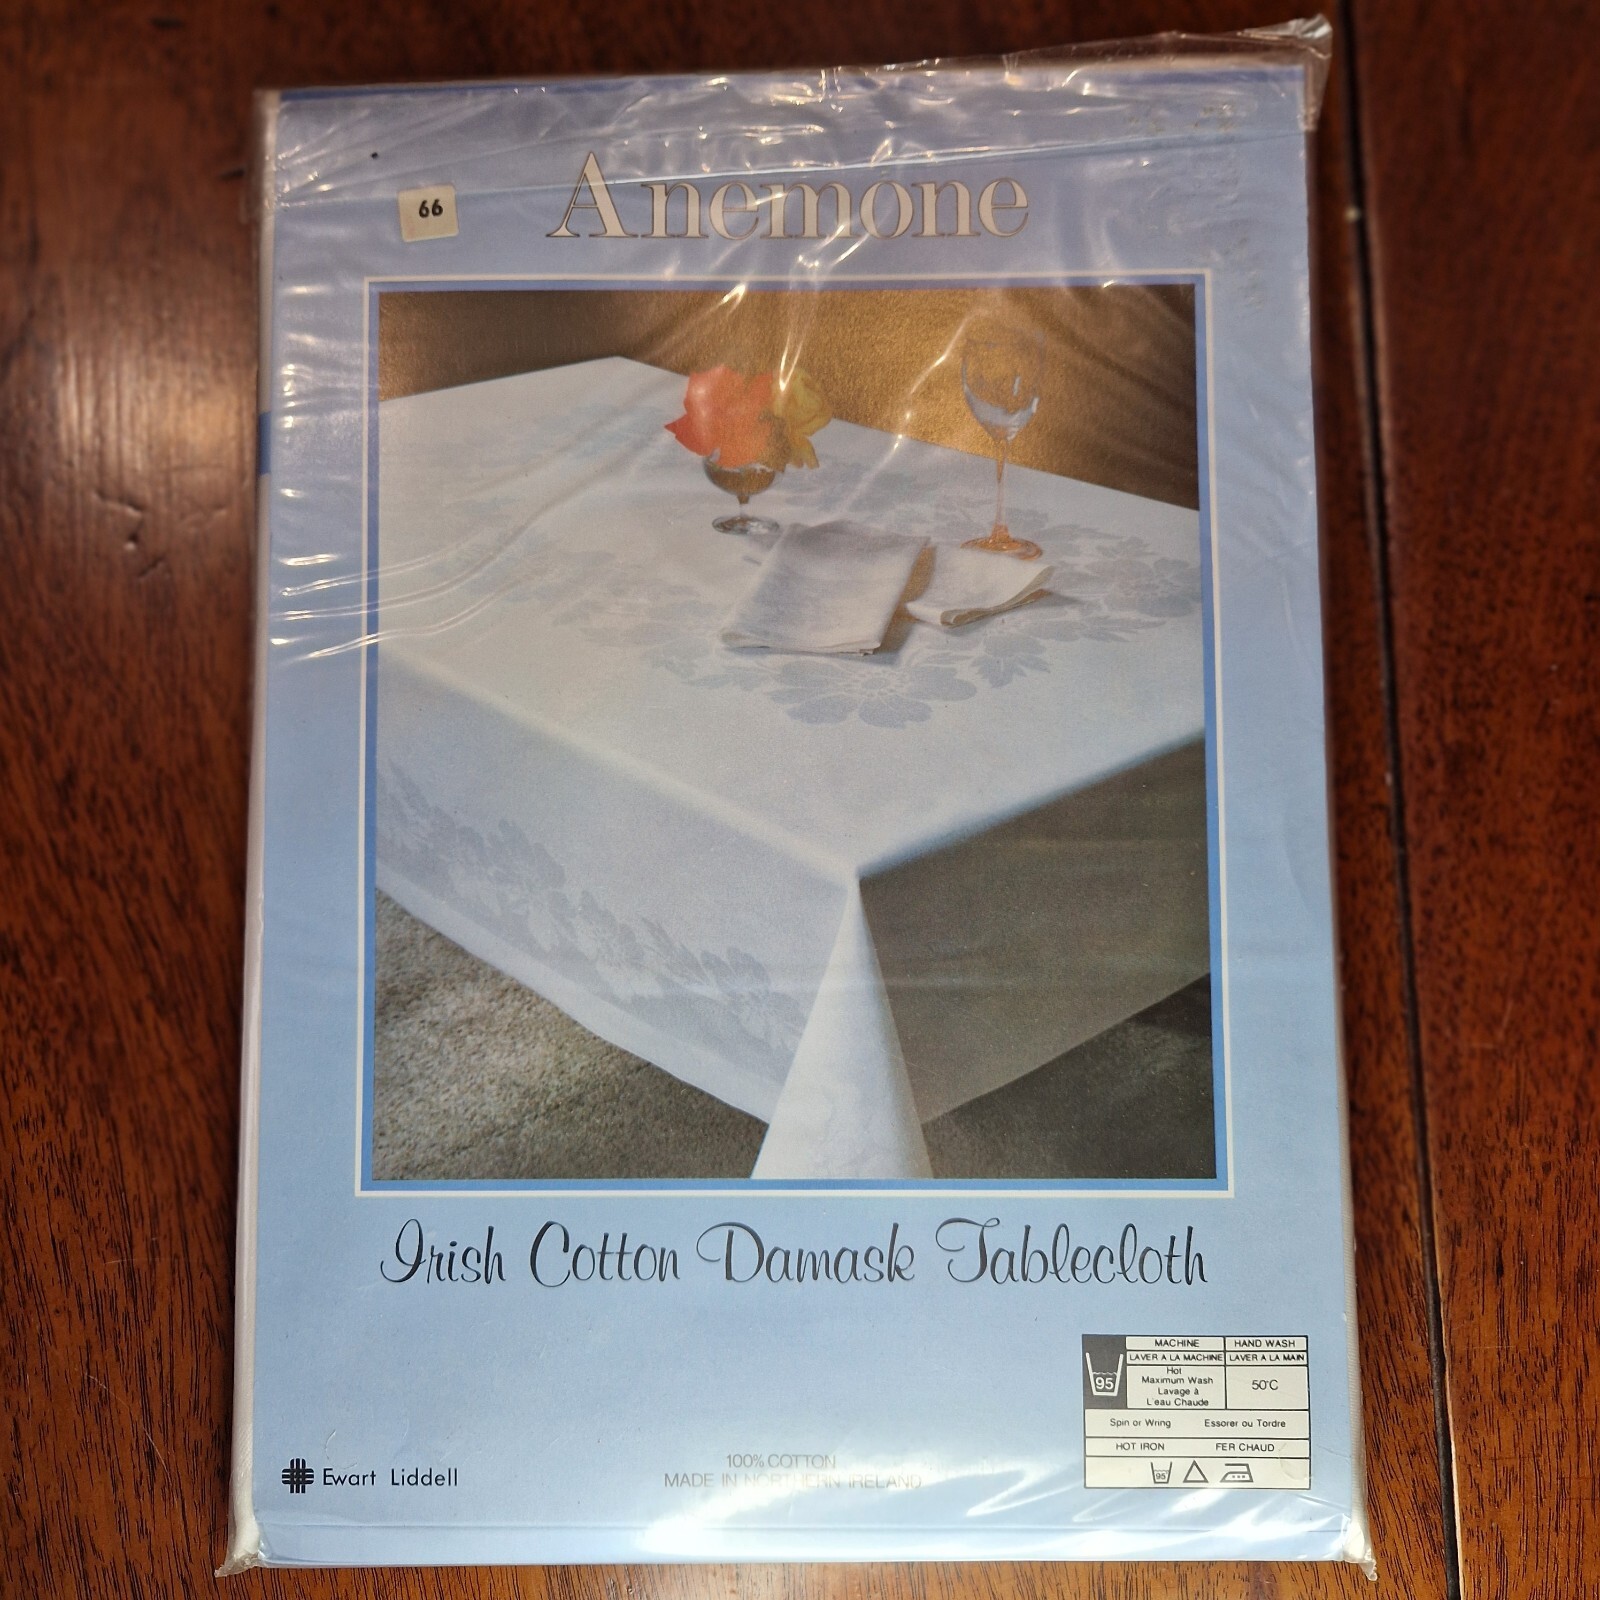 66
Anemone
Irish Cotton Damask Tablecloth
MACHINE HAND WASH
LAVER A LA MACHINE LAVER A LA MAIN
95
Hot
Maximum Wash
Lavage à
L'eau Chaude
50°C
Spin or Wring Essorer ou Tordre
HOT IRON FER CHAUD
95
Ewart Liddell
100% COTTON
MADE IN NORTHERN IRELAND